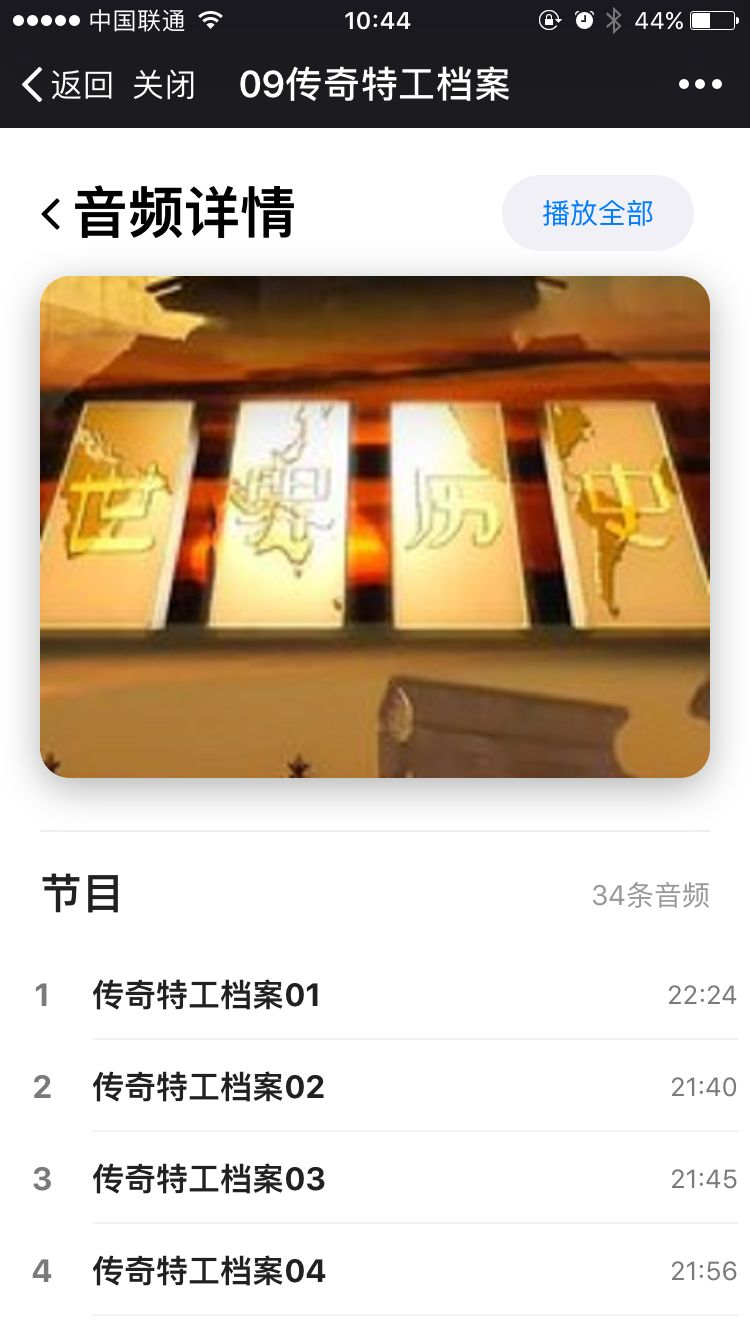 中国联通 10:44 44%
返回 关闭 09传奇特工档案
音频详情 播放全部
世界历史
节目 34条音频
1 传奇特工档案01 22:24
2 传奇特工档案02 21:40
3 传奇特工档案03 21:45
4 传奇特工档案04 21:56